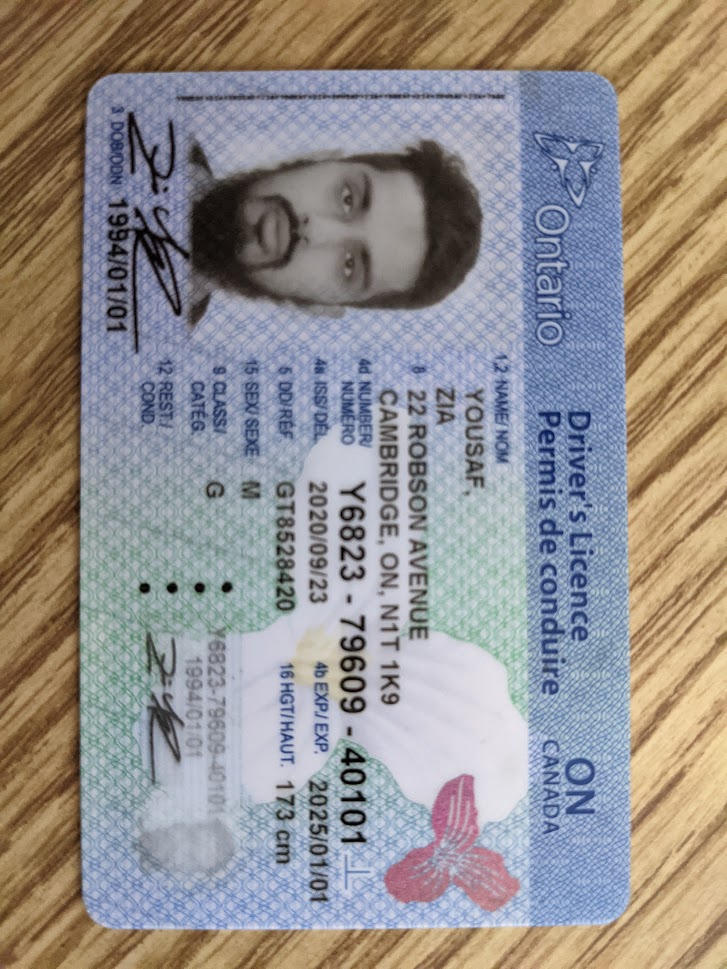 Ontario
Driver's Licence
Permis de conduire
ON
CANADA
1,2 NAME/ NOM
YOUSAF,
ZIA
8
22 ROBSON AVENUE
CAMBRIDGE, ON, N1T 1K9
4d NUMBER/
NUMÉRO
Y6823 - 79609 - 40101
4a ISS/DÉL. 2020/09/23 4b EXP/ EXP. 2025/01/01
5 DD/RÉF GT8528420 16 HGT/HAUT. 173 cm
15 SEX/ SEXE M
9 CLASS/
CATÉG. G
12 REST./
COND.
Y6823-79609-40101
1994/01/01
3 DOB/DDN 1994/01/01